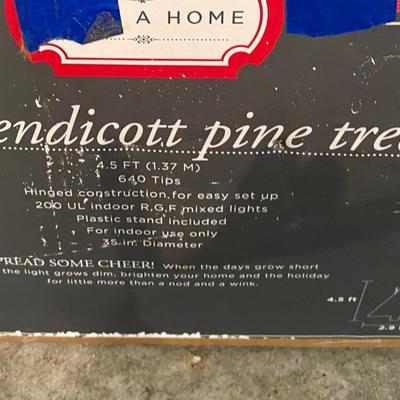 A HOME
endicott pine tree
4.5 FT (1.37 M)
640 Tips
Hinged construction for easy set up
200 UL indoor R,G,F mixed lights
Plastic stand included
For indoor use only
35 in. Diameter
PREAD SOME CHEER! When the days grow short
the light grows dim, brighten your home and the holiday
for little more than a nod and a wink.
4.5 ft
2.9